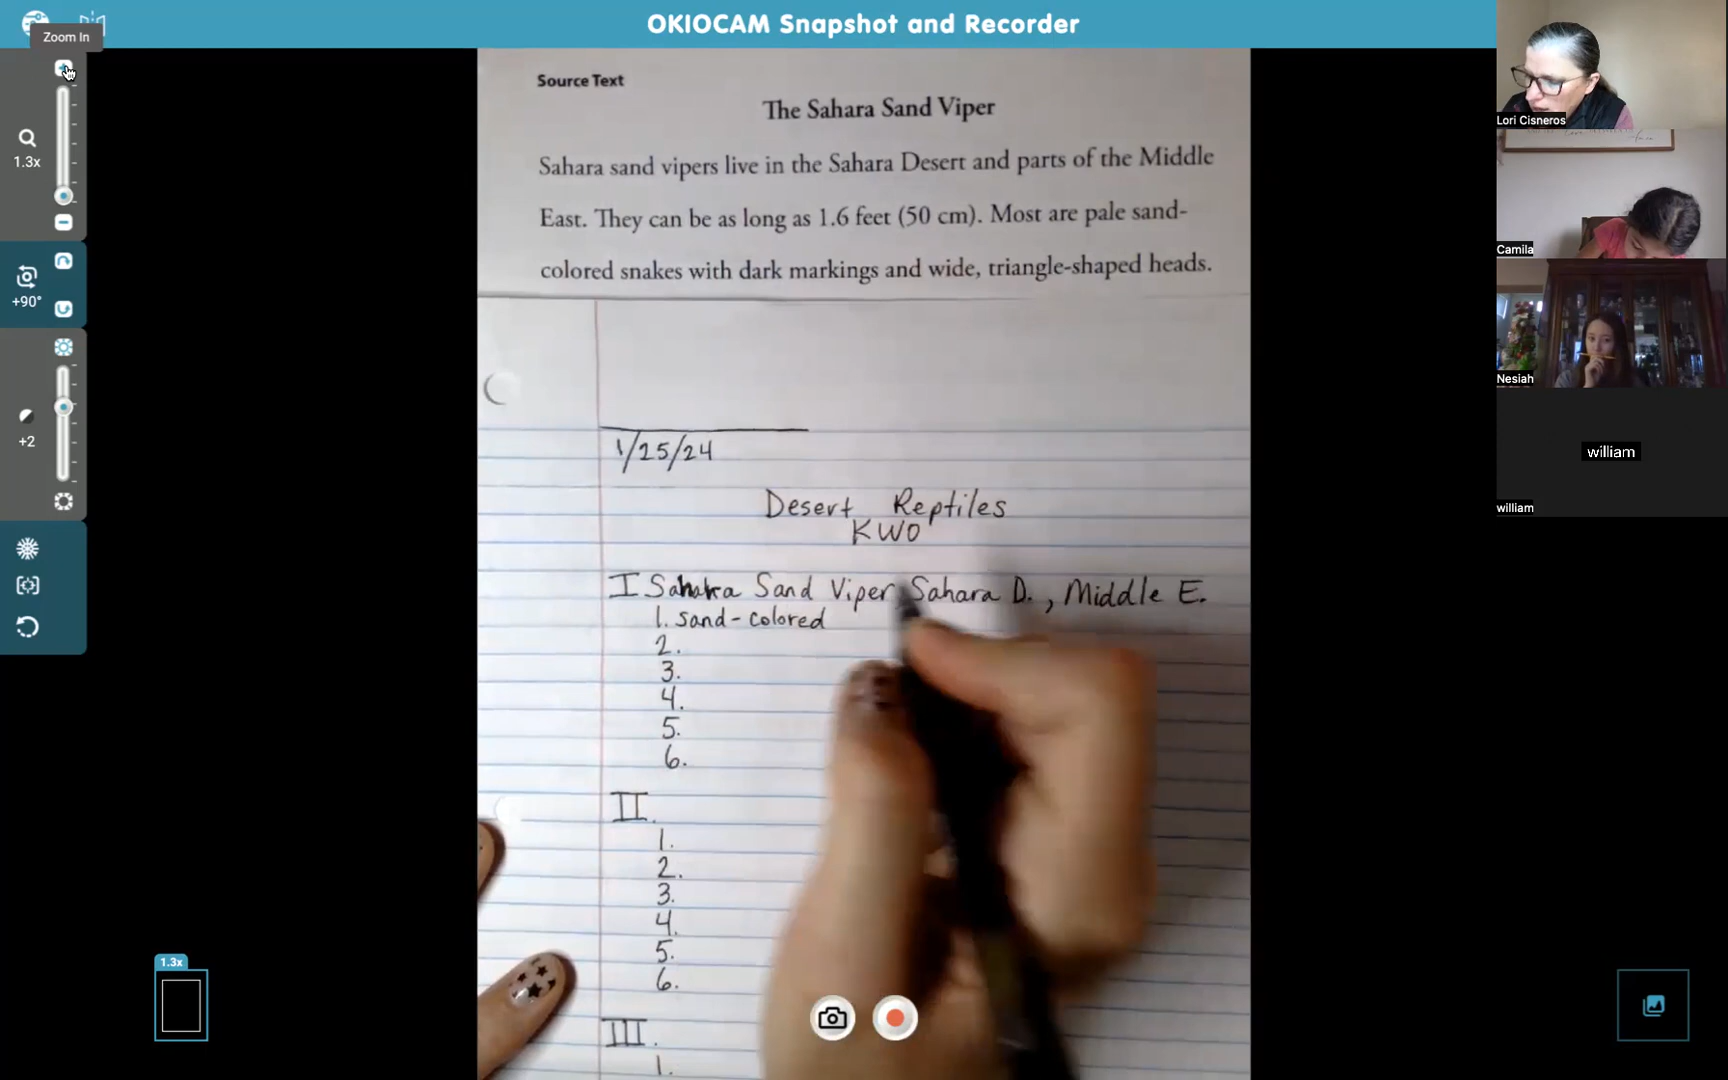 OKIOCAM Snapshot and Recorder
Zoom In
1.3x
+90°
+2
Source Text
The Sahara Sand Viper
Sahara sand vipers live in the Sahara Desert and parts of the Middle
East. They can be as long as 1.6 feet (50 cm). Most are pale sand-
colored snakes with dark markings and wide, triangle-shaped heads.
1/25/24
Desert Reptiles
KWO
I Sahara Sand Viper, Sahara D., Middle E.
1. sand-colored
2.
3.
4.
5.
6.
II.
1.
2.
3.
4.
5.
6.
III.
1.
1.3x
Lori Cisneros
Camila
Nesiah
william
william